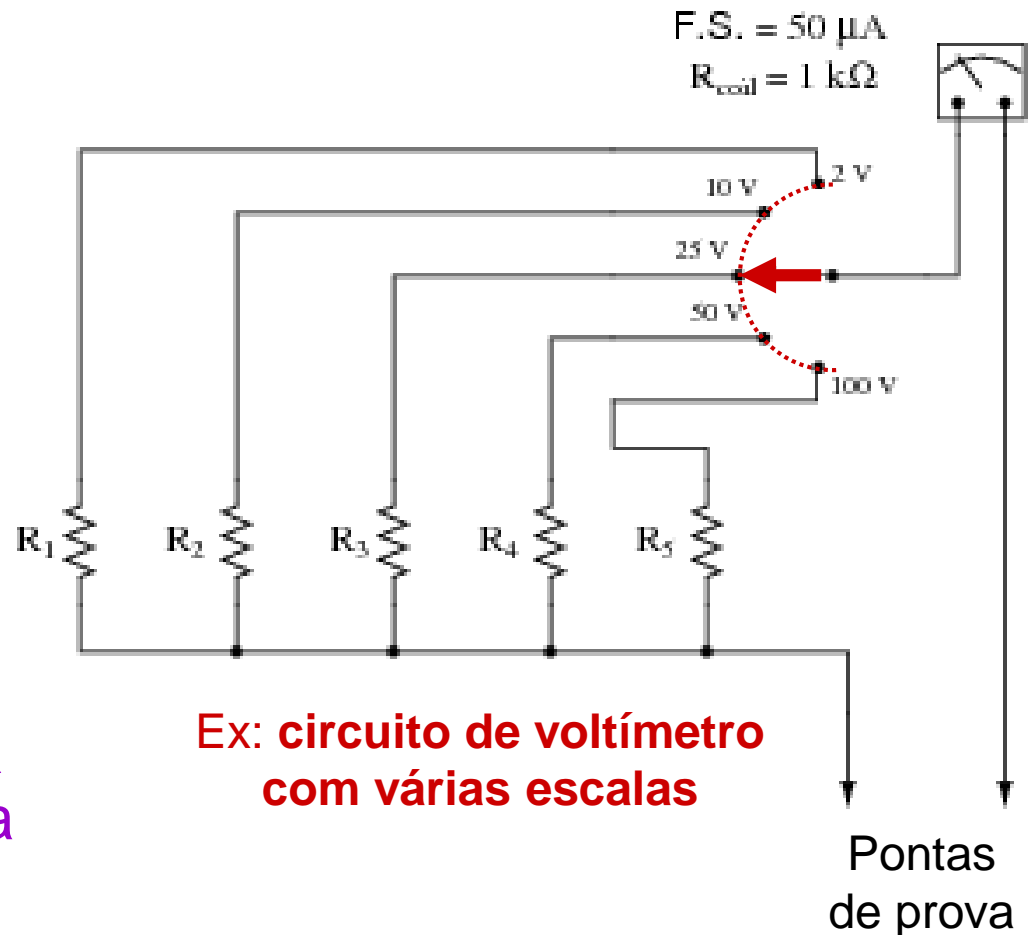 F.S. = 50 μA
R_coil = 1 kΩ
2 V
10 V
25 V
50 V
100 V
R₁
R₂
R₃
R₄
R₅
Ex: circuito de voltímetro
com várias escalas
a
Pontas
de prova